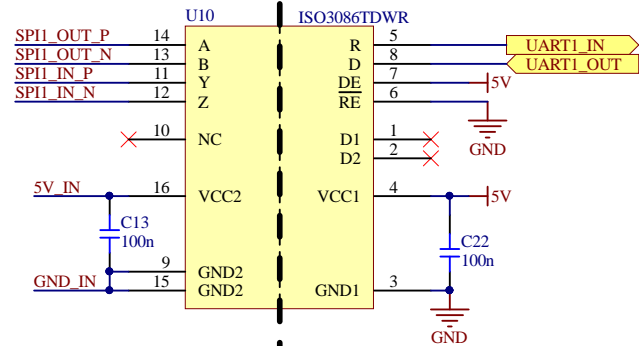 U10 ISO3086TDWR
SPI1_OUT_P 14 A R 5 UART1_IN
SPI1_OUT_N 13 B D 8 UART1_OUT
SPI1_IN_P 11 Y DE 7 5V
SPI1_IN_N 12 Z RE 6
GND
10 NC D1 1
D2 2
5V_IN 16 VCC2 VCC1 4 5V
C13
100n
C22
100n
9 GND2
GND_IN 15 GND2 GND1 3
GND